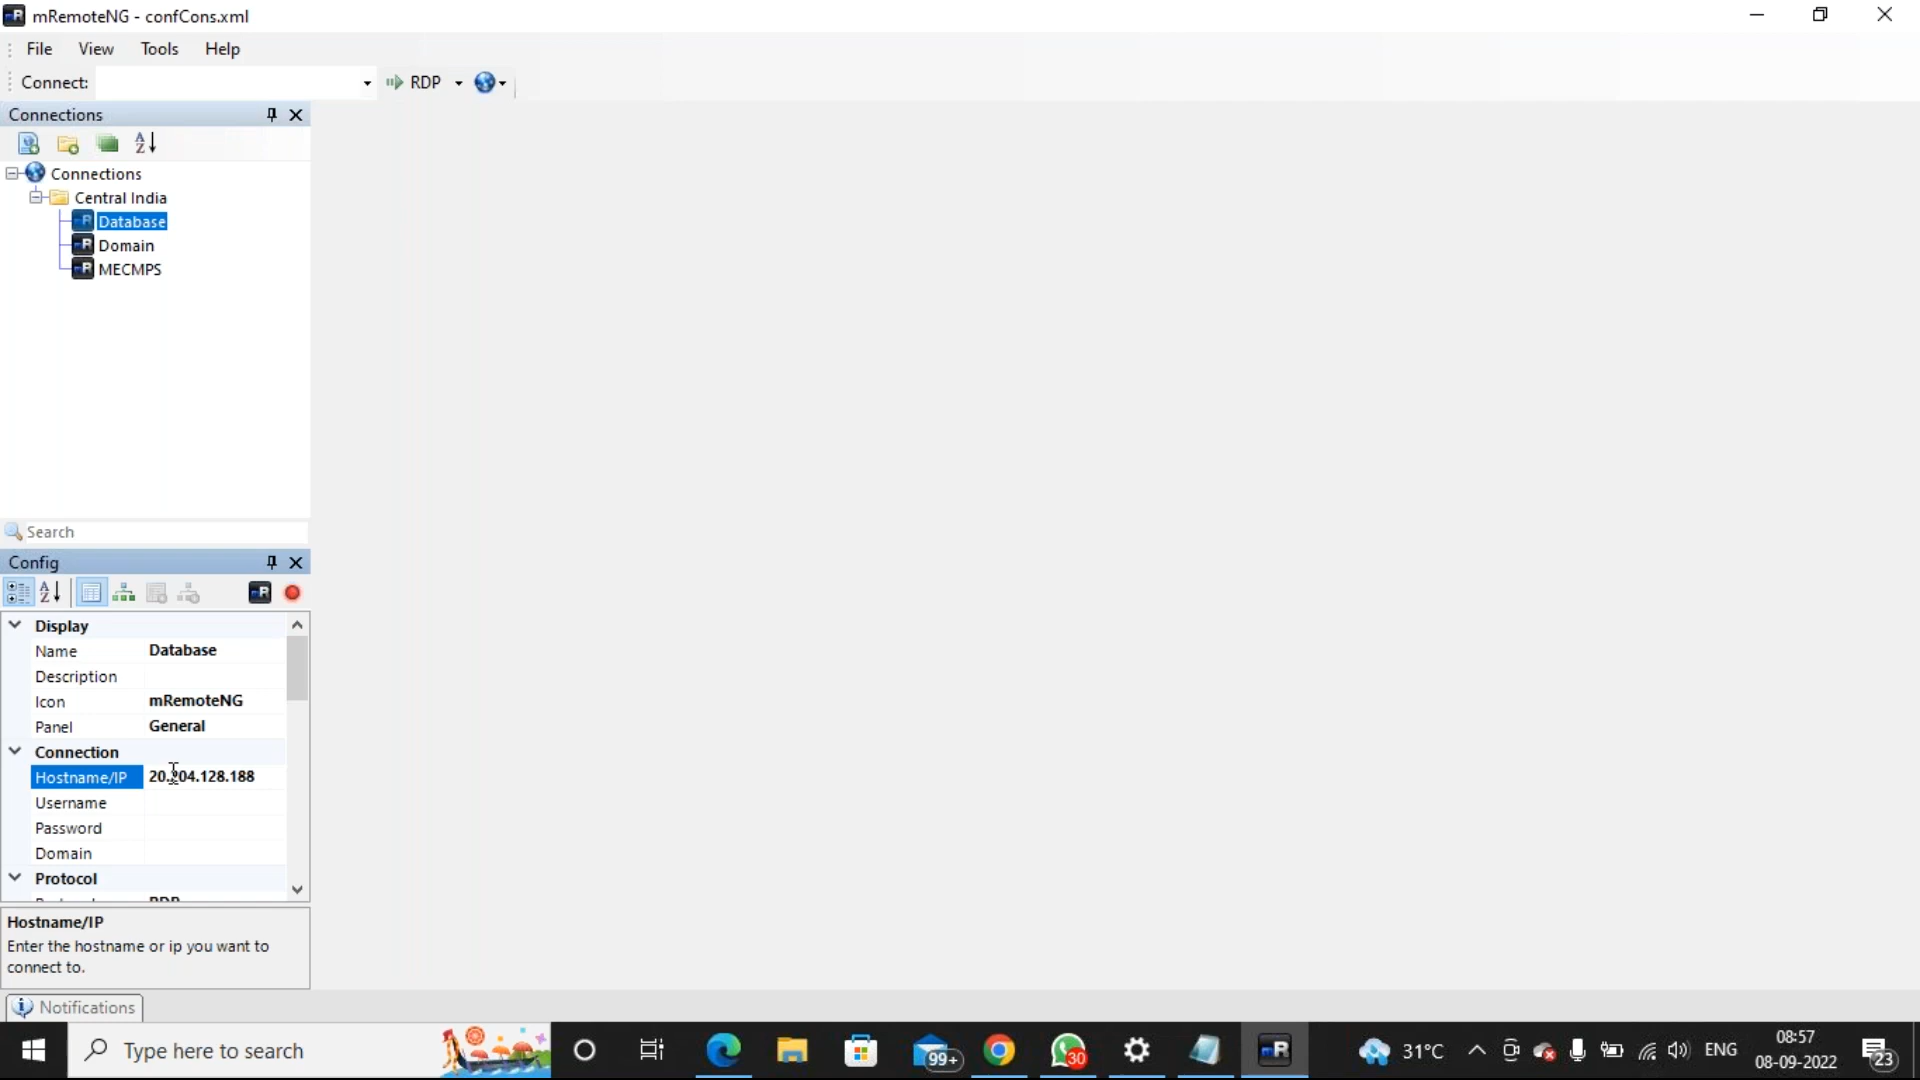 mRemoteNG - confCons.xml
File View Tools Help
Connect: RDP
Connections
Connections
Central India
Database
Domain
MECMPS
Search
Config
Display
Name Database
Description
Icon mRemoteNG
Panel General
Connection
Hostname/IP 20.204.128.188
Username
Password
Domain
Protocol
RDP
Hostname/IP
Enter the hostname or ip you want to
connect to.
Notifications
Type here to search
99+
30
31°C
ENG
08:57
08-09-2022
23